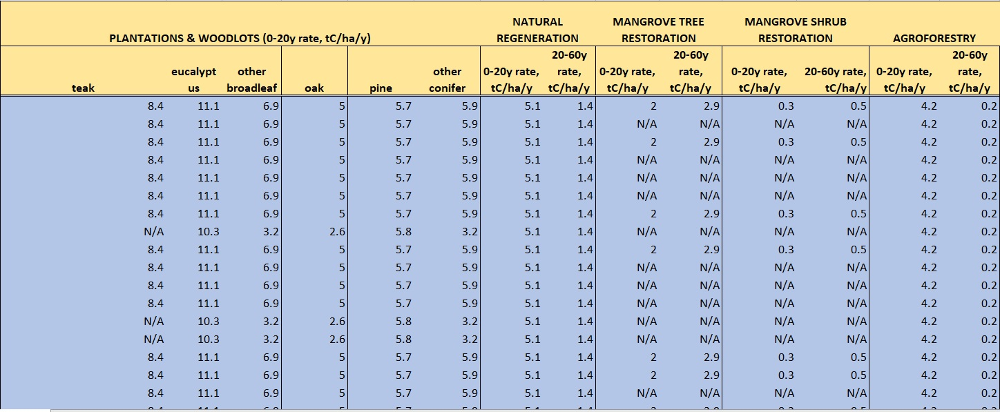 NATURAL MANGROVE TREE MANGROVE SHRUB
PLANTATIONS & WOODLOTS (0-20y rate, tC/ha/y) REGENERATION RESTORATION RESTORATION AGROFORESTRY
20-60y 20-60y 20-60y
eucalypt other other 0-20y rate, rate, 0-20y rate, rate, 0-20y rate, 20-60y rate, 0-20y rate, rate,
teak us broadleaf oak pine conifer tC/ha/y tC/ha/y tC/ha/y tC/ha/y tC/ha/y tC/ha/y tC/ha/y tC/ha/y
8.4 11.1 6.9 5 5.7 5.9 5.1 1.4 2 2.9 0.3 0.5 4.2 0.2
8.4 11.1 6.9 5 5.7 5.9 5.1 1.4 N/A N/A N/A N/A 4.2 0.2
8.4 11.1 6.9 5 5.7 5.9 5.1 1.4 2 2.9 0.3 0.5 4.2 0.2
8.4 11.1 6.9 5 5.7 5.9 5.1 1.4 N/A N/A N/A N/A 4.2 0.2
8.4 11.1 6.9 5 5.7 5.9 5.1 1.4 N/A N/A N/A N/A 4.2 0.2
8.4 11.1 6.9 5 5.7 5.9 5.1 1.4 N/A N/A N/A N/A 4.2 0.2
8.4 11.1 6.9 5 5.7 5.9 5.1 1.4 2 2.9 0.3 0.5 4.2 0.2
N/A 10.3 3.2 2.6 5.8 3.2 5.1 1.4 N/A N/A N/A N/A 4.2 0.2
8.4 11.1 6.9 5 5.7 5.9 5.1 1.4 2 2.9 0.3 0.5 4.2 0.2
8.4 11.1 6.9 5 5.7 5.9 5.1 1.4 N/A N/A N/A N/A 4.2 0.2
8.4 11.1 6.9 5 5.7 5.9 5.1 1.4 N/A N/A N/A N/A 4.2 0.2
8.4 11.1 6.9 5 5.7 5.9 5.1 1.4 N/A N/A N/A N/A 4.2 0.2
N/A 10.3 3.2 2.6 5.8 3.2 5.1 1.4 N/A N/A N/A N/A 4.2 0.2
N/A 10.3 3.2 2.6 5.8 3.2 5.1 1.4 N/A N/A N/A N/A 4.2 0.2
8.4 11.1 6.9 5 5.7 5.9 5.1 1.4 2 2.9 0.3 0.5 4.2 0.2
8.4 11.1 6.9 5 5.7 5.9 5.1 1.4 2 2.9 0.3 0.5 4.2 0.2
8.4 11.1 6.9 5 5.7 5.9 5.1 1.4 N/A N/A N/A N/A 4.2 0.2